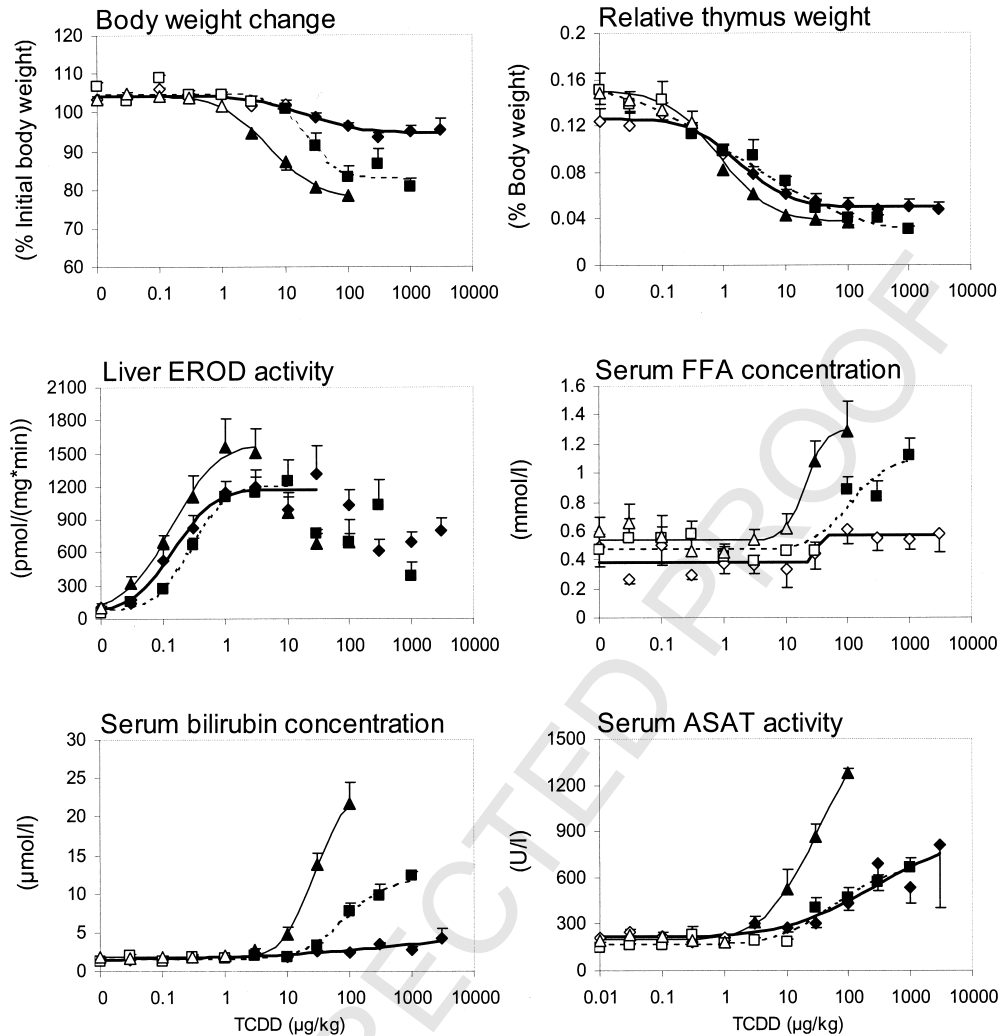 Body weight change
(% Initial body weight)
120
110
100
90
80
70
60
0 0.1 1 10 100 1000 10000
Relative thymus weight
(% Body weight)
0.2
0.16
0.12
0.08
0.04
0
0 0.1 1 10 100 1000 10000
Liver EROD activity
(pmol/(mg*min))
2100
1800
1500
1200
900
600
300
0
0 0.1 1 10 100 1000 10000
Serum FFA concentration
(mmol/l)
1.6
1.4
1.2
1
0.8
0.6
0.4
0.2
0
0 0.1 1 10 100 1000 10000
Serum bilirubin concentration
(µmol/l)
30
25
20
15
10
5
0
0 0.1 1 10 100 1000 10000
TCDD (µg/kg)
Serum ASAT activity
(U/l)
1500
1200
900
600
300
0
0.01 0.1 1 10 100 1000 10000
TCDD (µg/kg)
ECTED PROOF